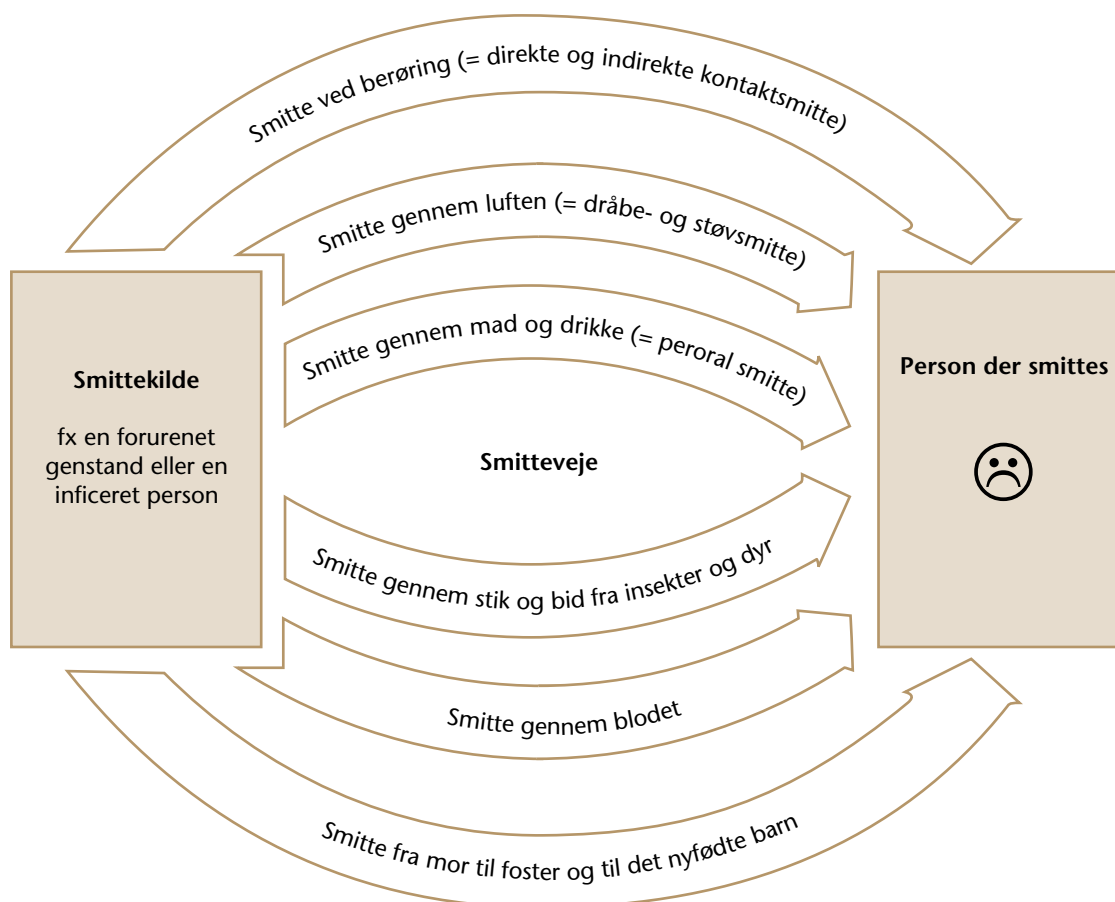 Smitte ved berøring (= direkte og indirekte kontaktsmitte)
Smitte gennem luften (= dråbe- og støvsmitte)
Smitte gennem mad og drikke (= peroral smitte)
Smittekilde
fx en forurenet
genstand eller en
inficeret person
Smitteveje
Person der smittes
Smitte gennem stik og bid fra insekter og dyr
Smitte gennem blodet
Smitte fra mor til foster og til det nyfødte barn